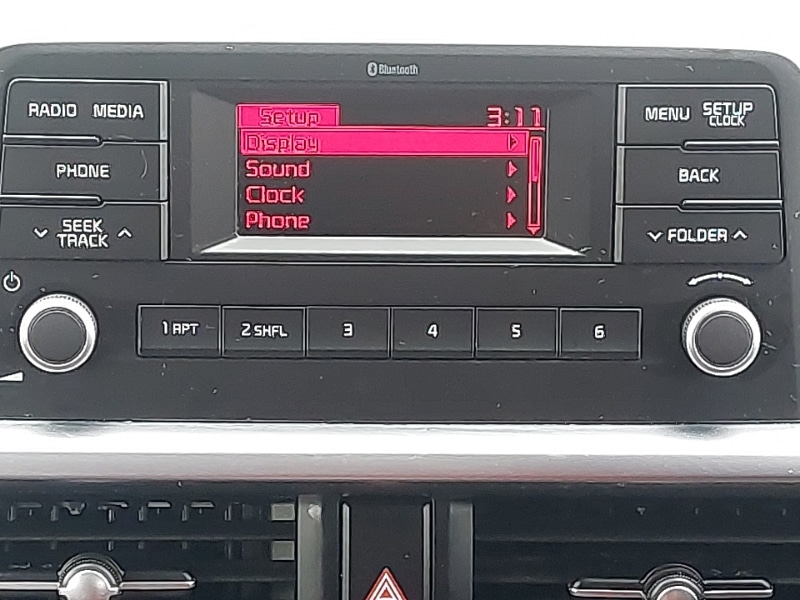 Bluetooth
RADIO MEDIA
PHONE
SEEK
TRACK
Setup 3:11
Display
Sound
Clock
Phone
MENU SETUP
CLOCK
BACK
FOLDER
1 RPT 2 SHFL 3 4 5 6